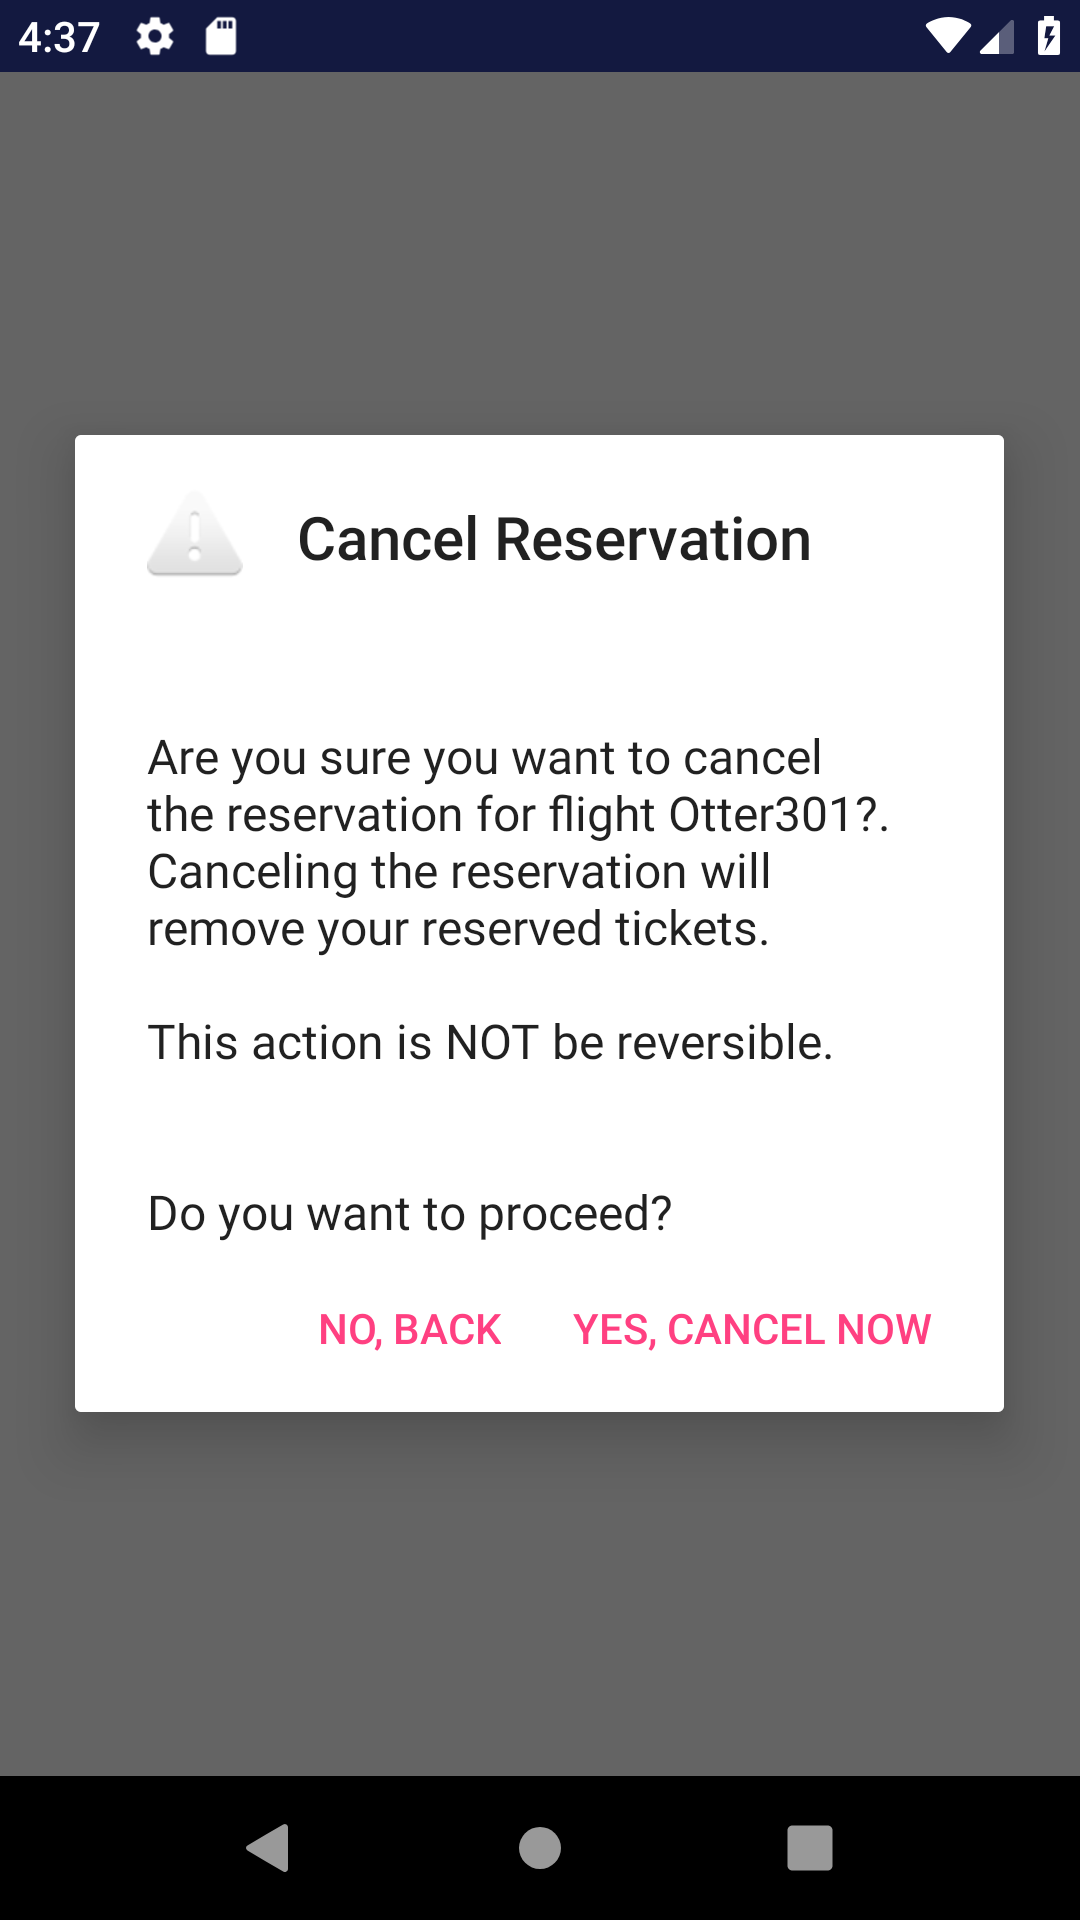 4:37
Cancel Reservation
Are you sure you want to cancel
the reservation for flight Otter301?.
Canceling the reservation will
remove your reserved tickets.
This action is NOT be reversible.
Do you want to proceed?
NO, BACK YES, CANCEL NOW